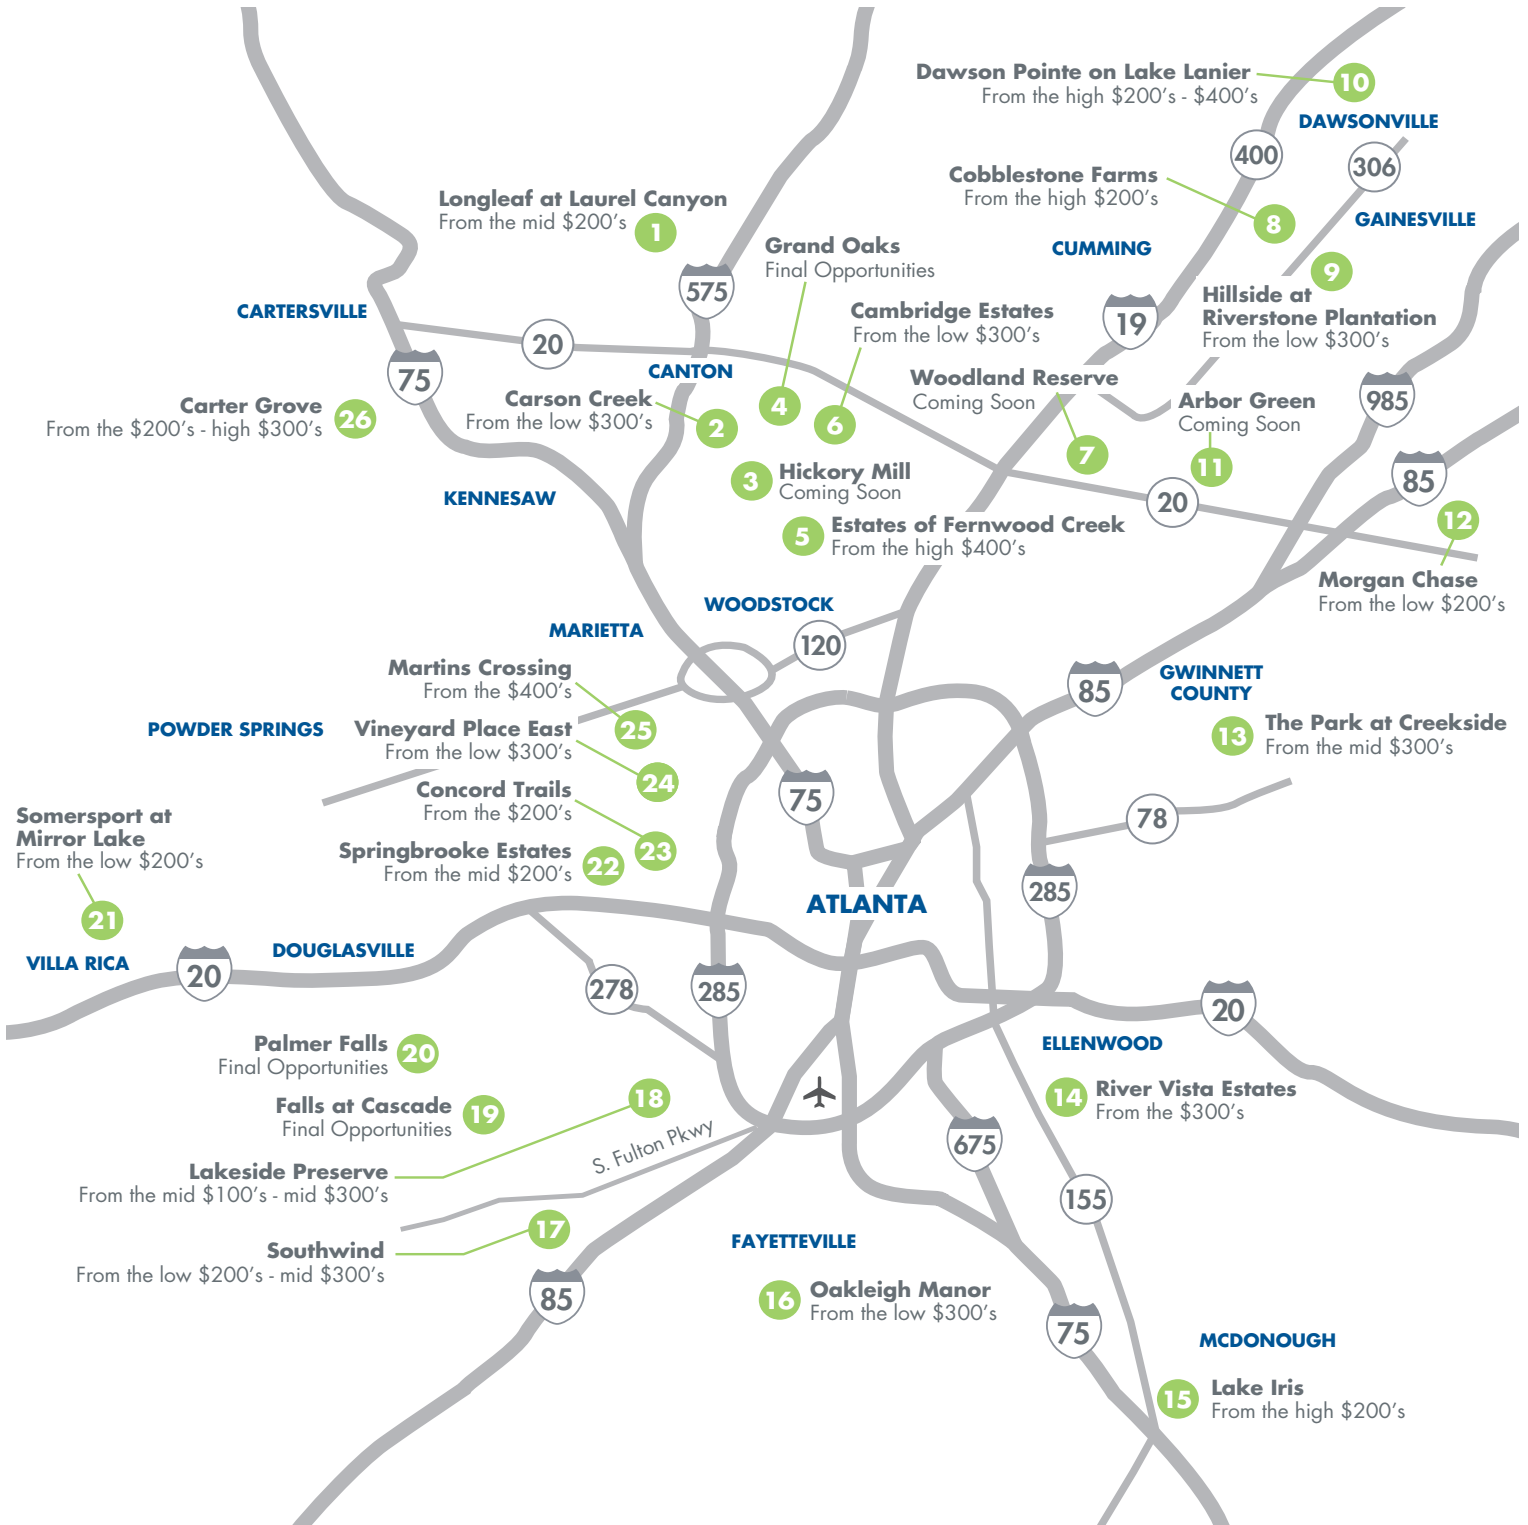 Dawson Pointe on Lake Lanier
From the high $200's - $400's
10
DAWSONVILLE
400
306
Cobblestone Farms
From the high $200's
8
GAINESVILLE
Longleaf at Laurel Canyon
From the mid $200's
1
Grand Oaks
Final Opportunities
CUMMING
9
575
Hillside at
Riverstone Plantation
From the low $300's
CARTERSVILLE
Cambridge Estates
From the low $300's
19
20
75
CANTON
Woodland Reserve
Coming Soon
985
Carter Grove
From the $200's - high $300's
26
Carson Creek
From the low $300's
2
4
6
Arbor Green
Coming Soon
7
11
85
Hickory Mill
Coming Soon
3
KENNESAW
20
12
5
Estates of Fernwood Creek
From the high $400's
Morgan Chase
From the low $200's
WOODSTOCK
MARIETTA
120
Martins Crossing
From the $400's
85
GWINNETT
COUNTY
POWDER SPRINGS
Vineyard Place East
From the low $300's
25
13
The Park at Creekside
From the mid $300's
24
Concord Trails
From the $200's
75
78
Somersport at
Mirror Lake
From the low $200's
Springbrooke Estates
From the mid $200's
22
23
285
ATLANTA
21
VILLA RICA
DOUGLASVILLE
20
278
285
20
Palmer Falls
Final Opportunities
20
ELLENWOOD
Falls at Cascade
Final Opportunities
19
18
14
River Vista Estates
From the $300's
S. Fulton Pkwy
675
Lakeside Preserve
From the mid $100's - mid $300's
155
17
Southwind
From the low $200's - mid $300's
FAYETTEVILLE
85
16
Oakleigh Manor
From the low $300's
75
MCDONOUGH
15
Lake Iris
From the high $200's